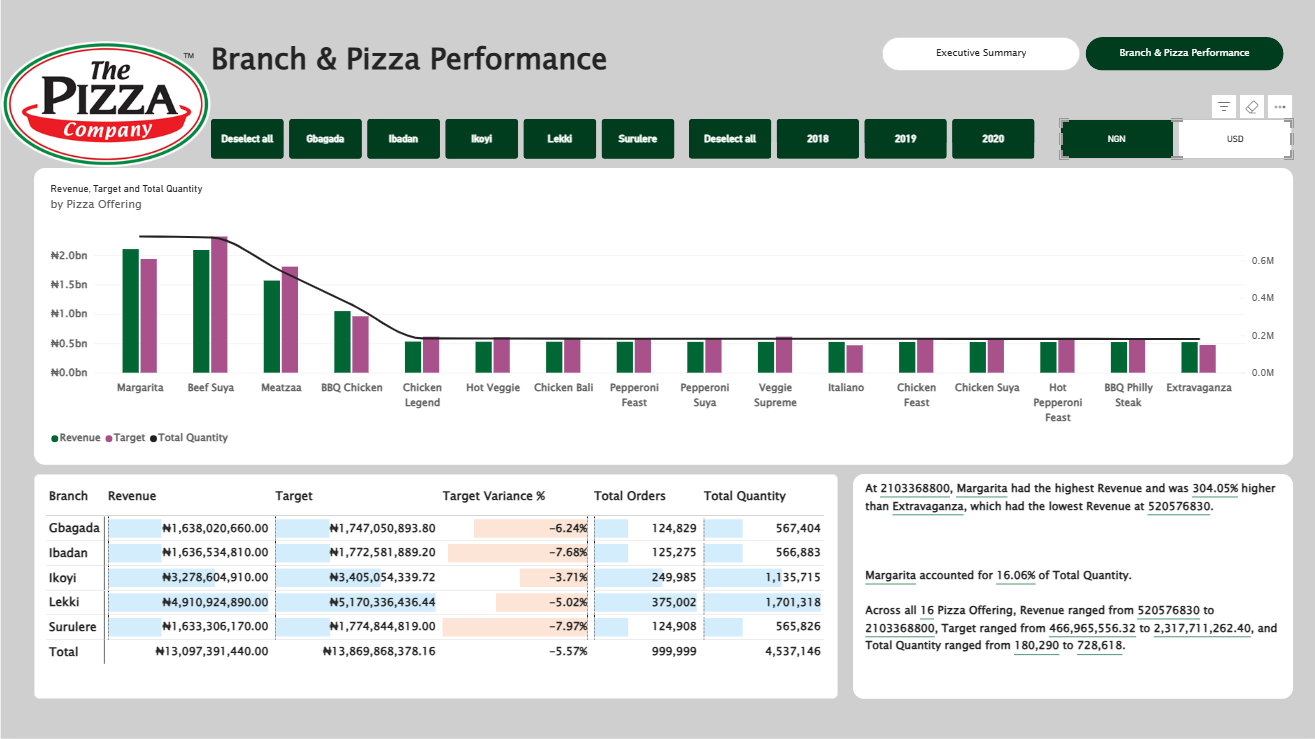 The
PIZZA
Company
TM
Branch & Pizza Performance
Executive Summary
Branch & Pizza Performance
Deselect all
Gbagada
Ibadan
Ikoyi
Lekki
Surulere
Deselect all
2018
2019
2020
NGN
USD
Revenue, Target and Total Quantity
by Pizza Offering
₦2.0bn
₦1.5bn
₦1.0bn
₦0.5bn
₦0.0bn
0.6M
0.4M
0.2M
0.0M
Margarita
Beef Suya
Meatzaa
BBQ Chicken
Chicken
Legend
Hot Veggie
Chicken Bali
Pepperoni
Feast
Pepperoni
Suya
Veggie
Supreme
Italiano
Chicken
Feast
Chicken Suya
Hot
Pepperoni
Feast
BBQ Philly
Steak
Extravaganza
Revenue Target Total Quantity
Branch Revenue Target Target Variance % Total Orders Total Quantity
Gbagada ₦1,638,020,660.00 ₦1,747,050,893.80 -6.24% 124,829 567,404
Ibadan ₦1,636,534,810.00 ₦1,772,581,889.20 -7.68% 125,275 566,883
Ikoyi ₦3,278,604,910.00 ₦3,405,054,339.72 -3.71% 249,985 1,135,715
Lekki ₦4,910,924,890.00 ₦5,170,336,436.44 -5.02% 375,002 1,701,318
Surulere ₦1,633,306,170.00 ₦1,774,844,819.00 -7.97% 124,908 565,826
Total ₦13,097,391,440.00 ₦13,869,868,378.16 -5.57% 999,999 4,537,146
At 2103368800, Margarita had the highest Revenue and was 304.05% higher
than Extravaganza, which had the lowest Revenue at 520576830.
Margarita accounted for 16.06% of Total Quantity.
Across all 16 Pizza Offering, Revenue ranged from 520576830 to
2103368800, Target ranged from 466,965,556.32 to 2,317,711,262.40, and
Total Quantity ranged from 180,290 to 728,618.